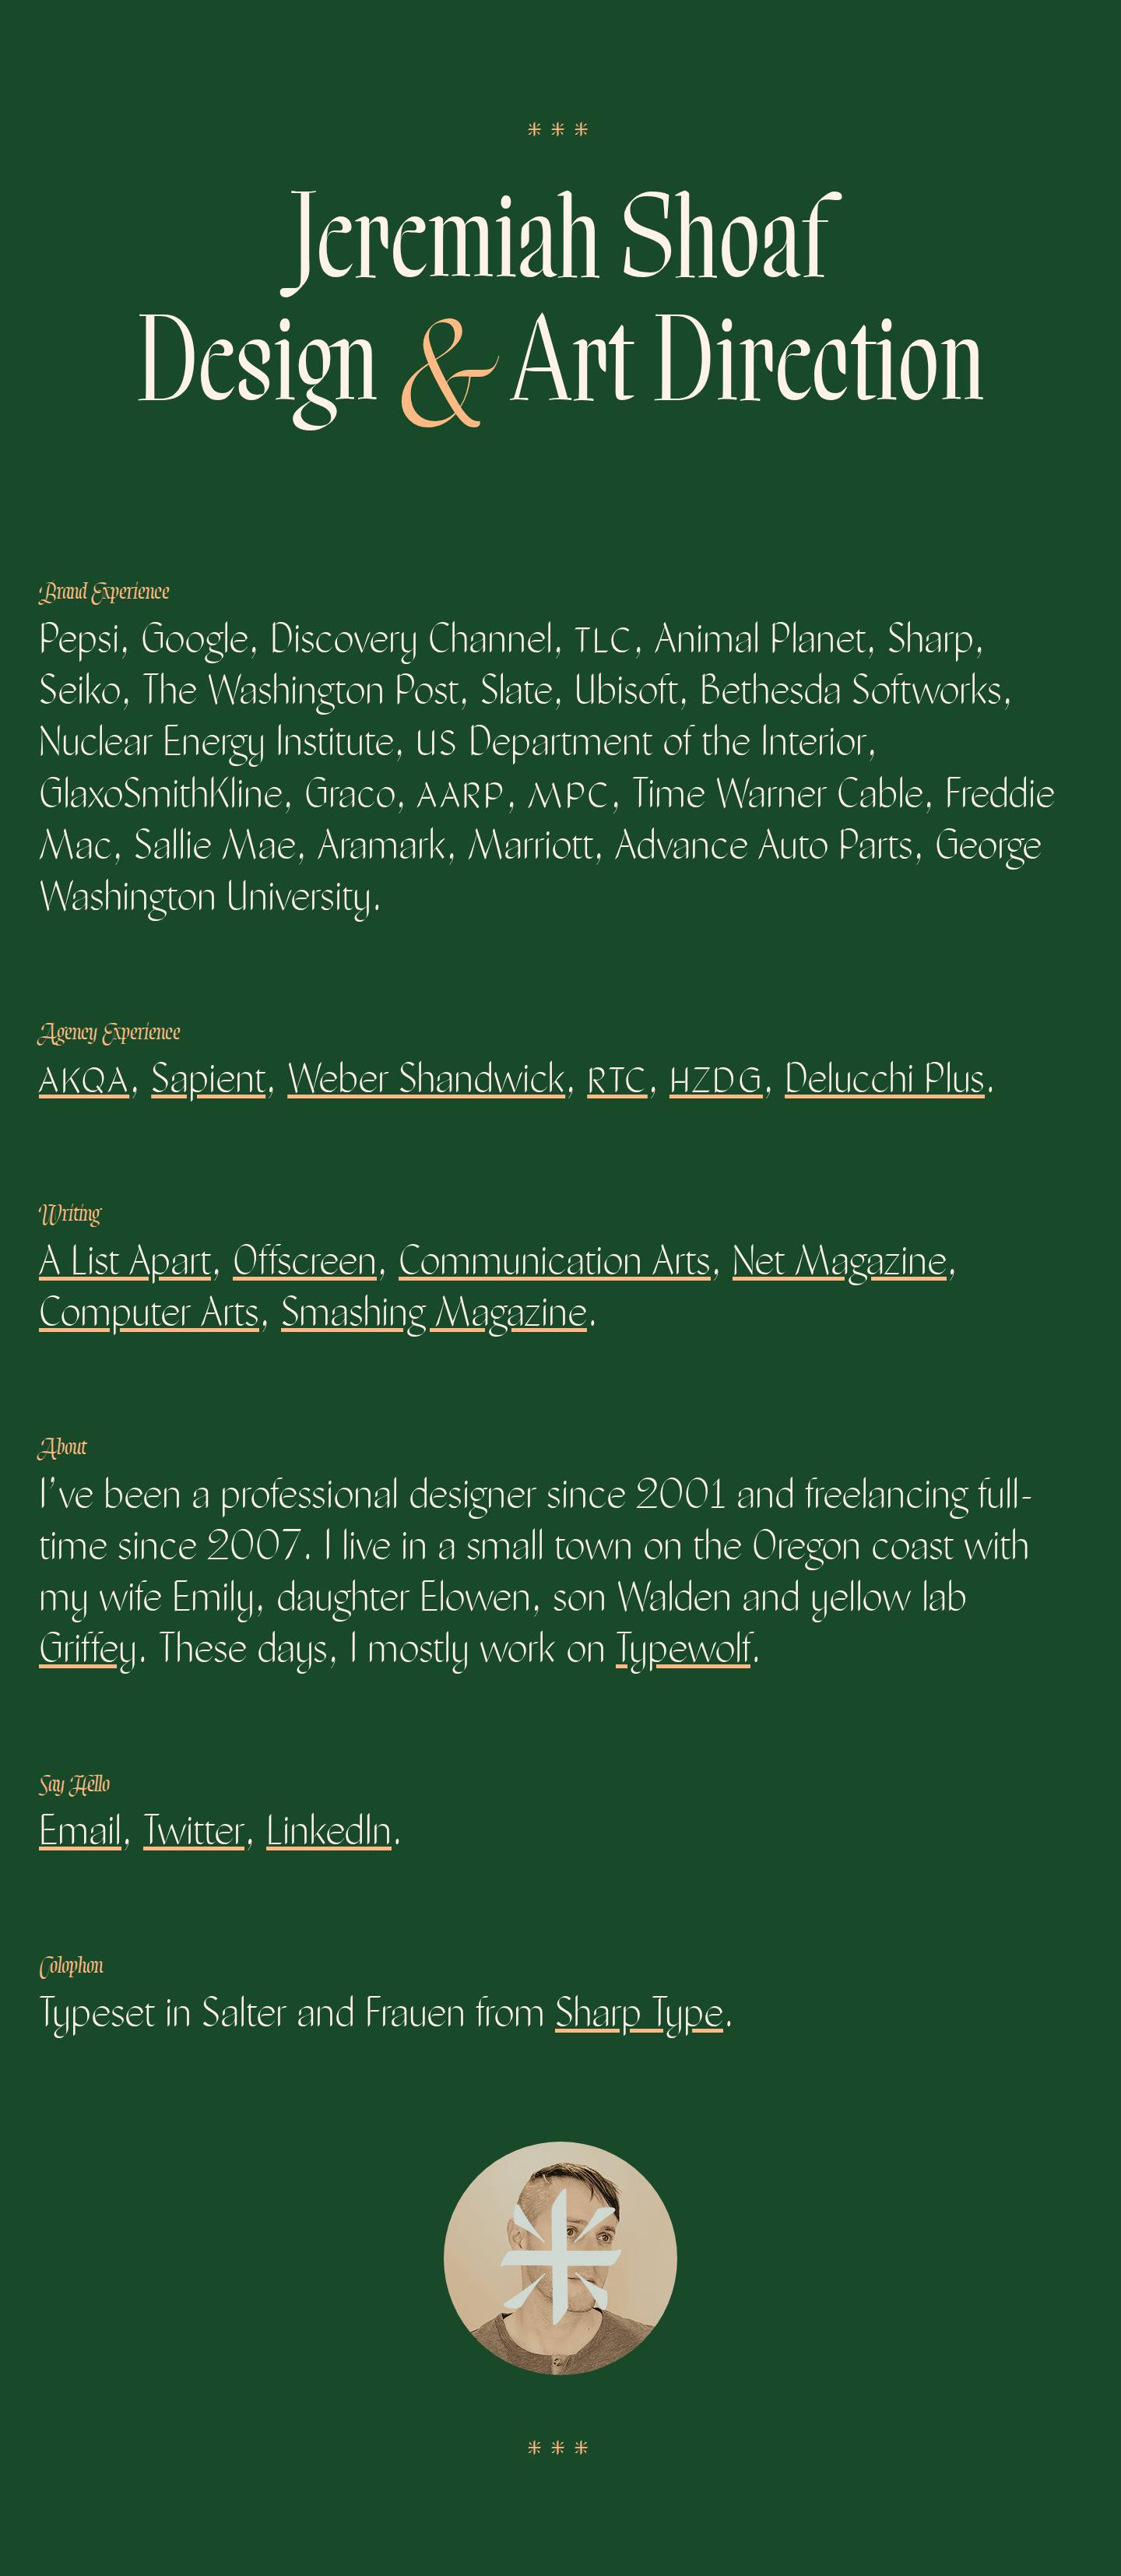 * * *
Jeremiah Shoaf
Design & Art Direction
Brand Experience
Pepsi, Google, Discovery Channel, TLC, Animal Planet, Sharp,
Seiko, The Washington Post, Slate, Ubisoft, Bethesda Softworks,
Nuclear Energy Institute, US Department of the Interior,
GlaxoSmithKline, Graco, AARP, MPC, Time Warner Cable, Freddie
Mac, Sallie Mae, Aramark, Marriott, Advance Auto Parts, George
Washington University.
Agency Experience
AKQA, Sapient, Weber Shandwick, RTC, HZDG, Delucchi Plus.
Writing
A List Apart, Offscreen, Communication Arts, Net Magazine,
Computer Arts, Smashing Magazine.
About
I’ve been a professional designer since 2001 and freelancing full-
time since 2007. I live in a small town on the Oregon coast with
my wife Emily, daughter Elowen, son Walden and yellow lab
Griffey. These days, I mostly work on Typewolf.
Say Hello
Email, Twitter, LinkedIn.
Colophon
Typeset in Salter and Frauen from Sharp Type.
* * *